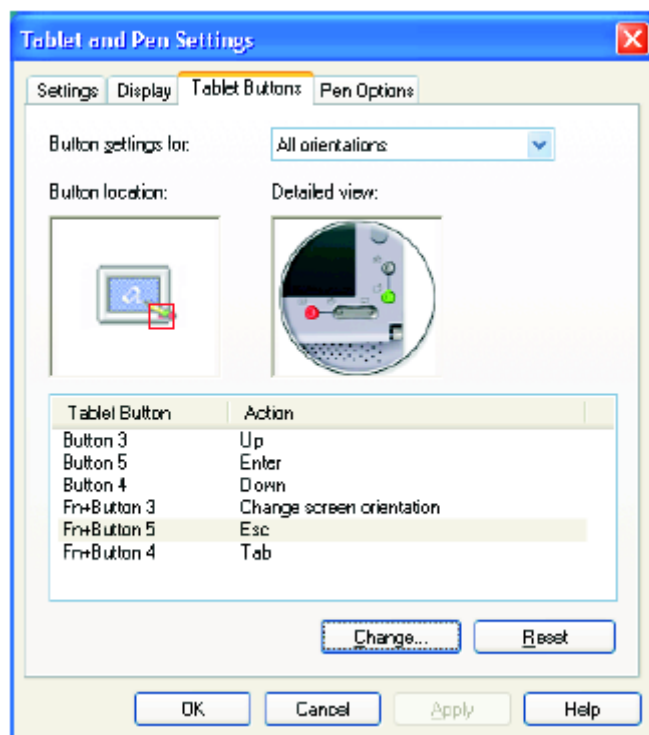 Tablet and Pen Settings
Settings Display Tablet Buttons Pen Options
Button settings for: All orientations
Button location: Detailed view:
Tablet Button Action
Button 3 Up
Button 5 Enter
Button 4 Down
Fn+Button 3 Change screen orientation
Fn+Button 5 Esc
Fn+Button 4 Tab
Change... Reset
OK Cancel Apply Help